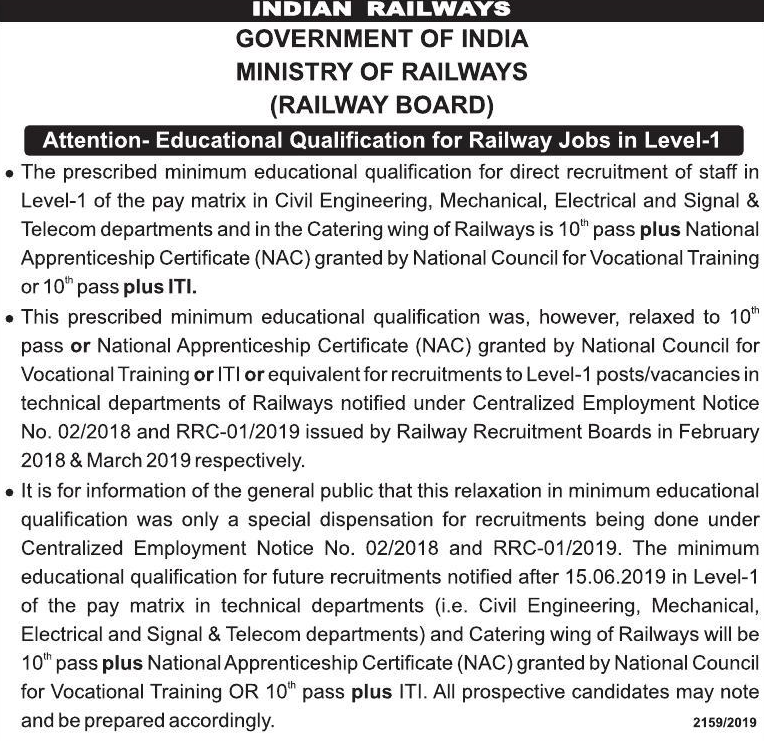 INDIAN RAILWAYS
GOVERNMENT OF INDIA
MINISTRY OF RAILWAYS
(RAILWAY BOARD)
Attention- Educational Qualification for Railway Jobs in Level-1
• The prescribed minimum educational qualification for direct recruitment of staff in
Level-1 of the pay matrix in Civil Engineering, Mechanical, Electrical and Signal &
Telecom departments and in the Catering wing of Railways is 10th pass plus National
Apprenticeship Certificate (NAC) granted by National Council for Vocational Training
or 10th pass plus ITI.
• This prescribed minimum educational qualification was, however, relaxed to 10th
pass or National Apprenticeship Certificate (NAC) granted by National Council for
Vocational Training or ITI or equivalent for recruitments to Level-1 posts/vacancies in
technical departments of Railways notified under Centralized Employment Notice
No. 02/2018 and RRC-01/2019 issued by Railway Recruitment Boards in February
2018 & March 2019 respectively.
• It is for information of the general public that this relaxation in minimum educational
qualification was only a special dispensation for recruitments being done under
Centralized Employment Notice No. 02/2018 and RRC-01/2019. The minimum
educational qualification for future recruitments notified after 15.06.2019 in Level-1
of the pay matrix in technical departments (i.e. Civil Engineering, Mechanical,
Electrical and Signal & Telecom departments) and Catering wing of Railways will be
10th pass plus National Apprenticeship Certificate (NAC) granted by National Council
for Vocational Training OR 10th pass plus ITI. All prospective candidates may note
and be prepared accordingly. 2159/2019